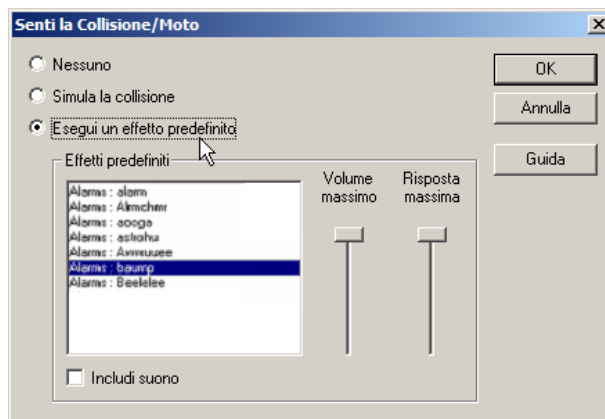 Senti la Collisione/Moto
Nessuno
Simula la collisione
Esegui un effetto predefinito
OK
Annulla
Guida
Effetti predefiniti
Alarms : alarm
Alarms : Almchmr
Alarms : aooga
Alarms : astrohu
Alarms : Awwuuee
Alarms : baump
Alarms : Beelelee
Volume massimo
Risposta massima
Includi suono